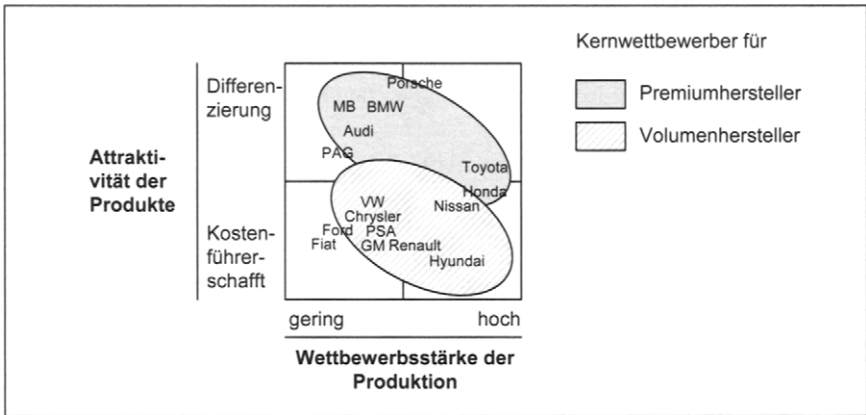 Kernwettbewerber für
Premiumhersteller
Volumenhersteller
Attrakti-
vität der
Produkte
Differen-
zierung
Kosten-
führer-
schafft
Porsche
MB BMW
Audi
PAG
Toyota
Honda
VW
Nissan
Chrysler
Ford PSA
Fiat GM Renault
Hyundai
gering hoch
Wettbewerbsstärke der
Produktion